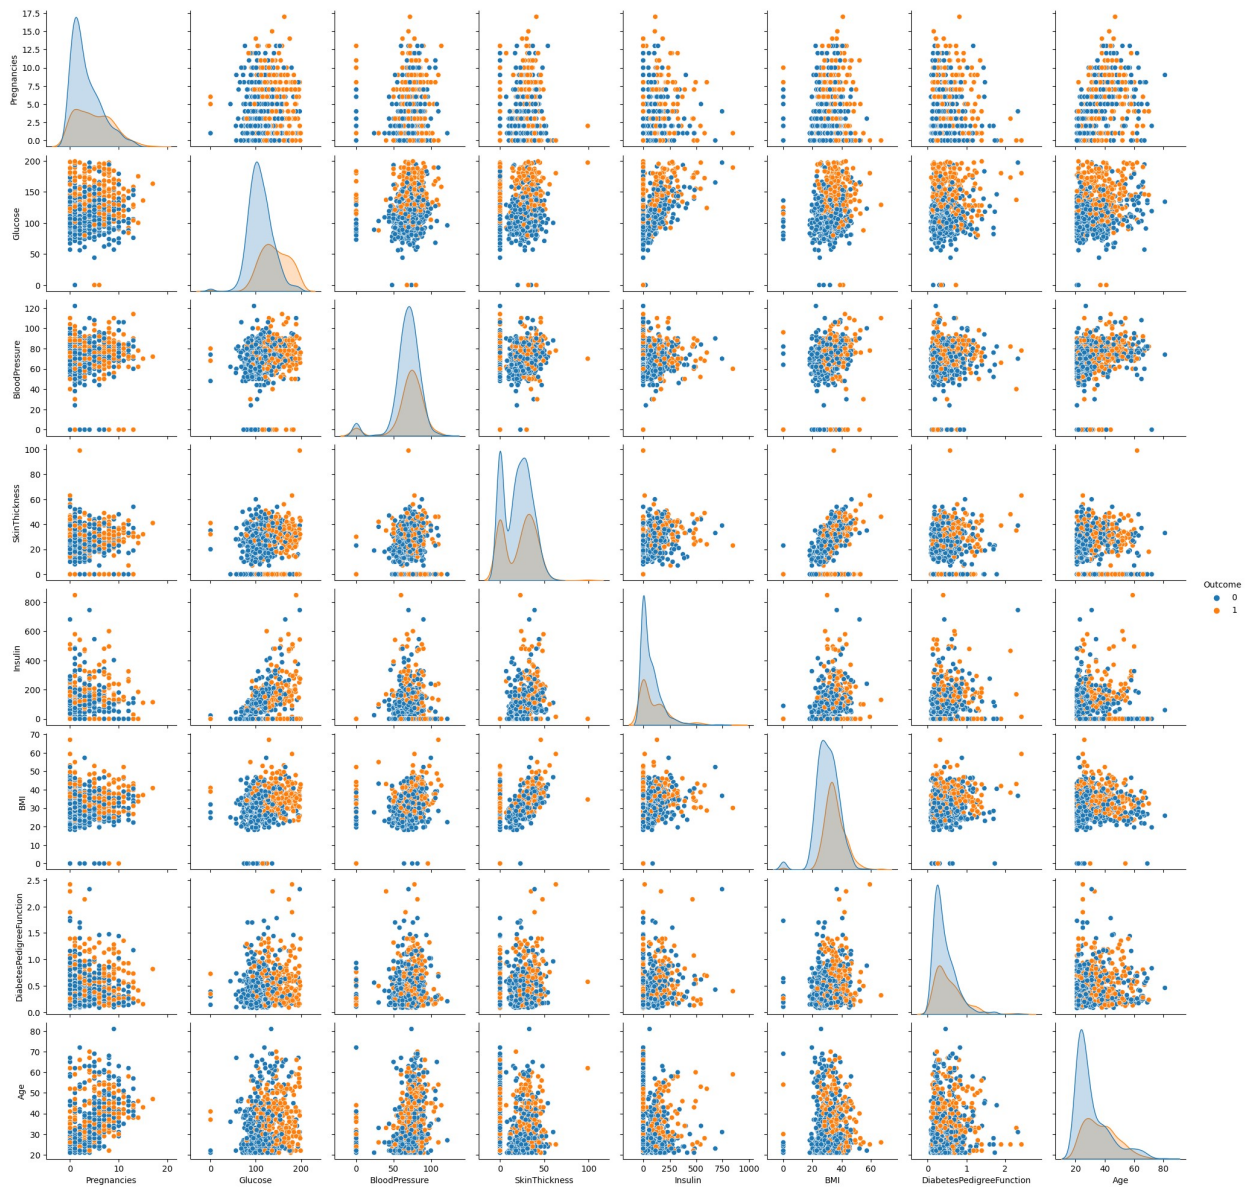 17.5
15.0
12.5
10.0
7.5
5.0
2.5
0.0
Pregnancies
200
150
100
50
0
Glucose
120
100
80
60
40
20
0
BloodPressure
100
80
60
40
20
0
SkinThickness
800
600
400
200
0
Insulin
70
60
50
40
30
20
10
0
BMI
2.5
2.0
1.5
1.0
0.5
0.0
DiabetesPedigreeFunction
80
70
60
50
40
30
20
Age
0 10 20
Pregnancies
0 100 200
Glucose
0 50 100
BloodPressure
0 50 100
SkinThickness
0 250 500 750 1000
Insulin
0 20 40 60
BMI
0 1 2
DiabetesPedigreeFunction
20 40 60 80
Age
Outcome
0
1